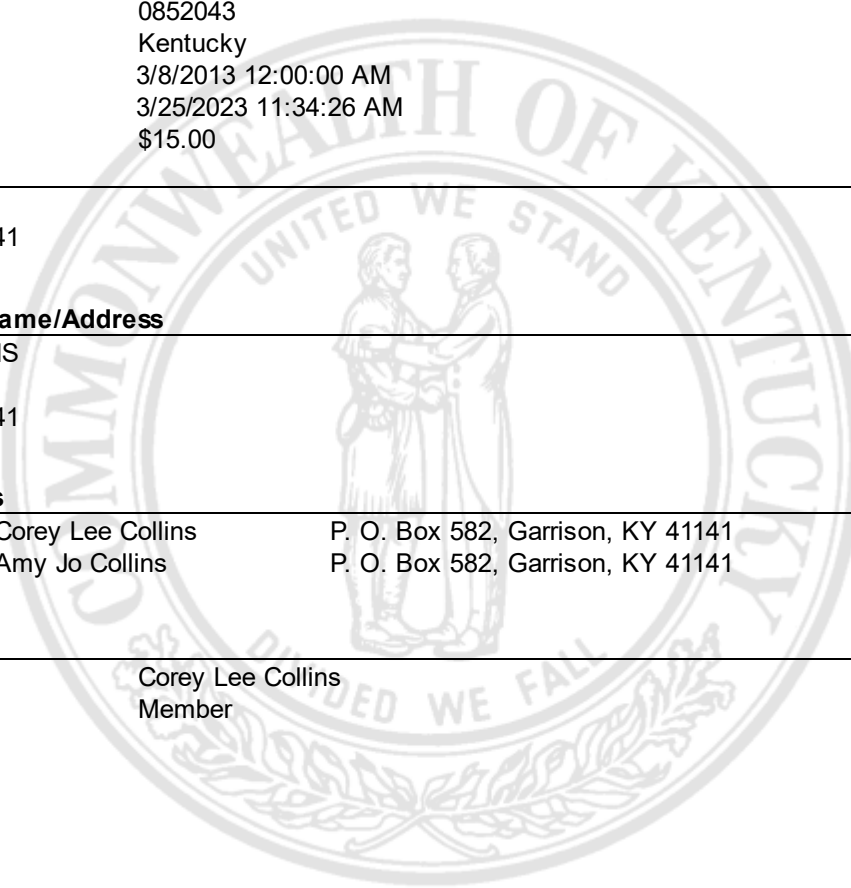 0852043
Kentucky
3/8/2013 12:00:00 AM
3/25/2023 11:34:26 AM
$15.00
41
ame/Address
IS
41
s
Corey Lee Collins P. O. Box 582, Garrison, KY 41141
Amy Jo Collins P. O. Box 582, Garrison, KY 41141
Corey Lee Collins
Member
COMMONWEALTH OF KENTUCKY
UNITED WE STAND
DIVIDED WE FALL